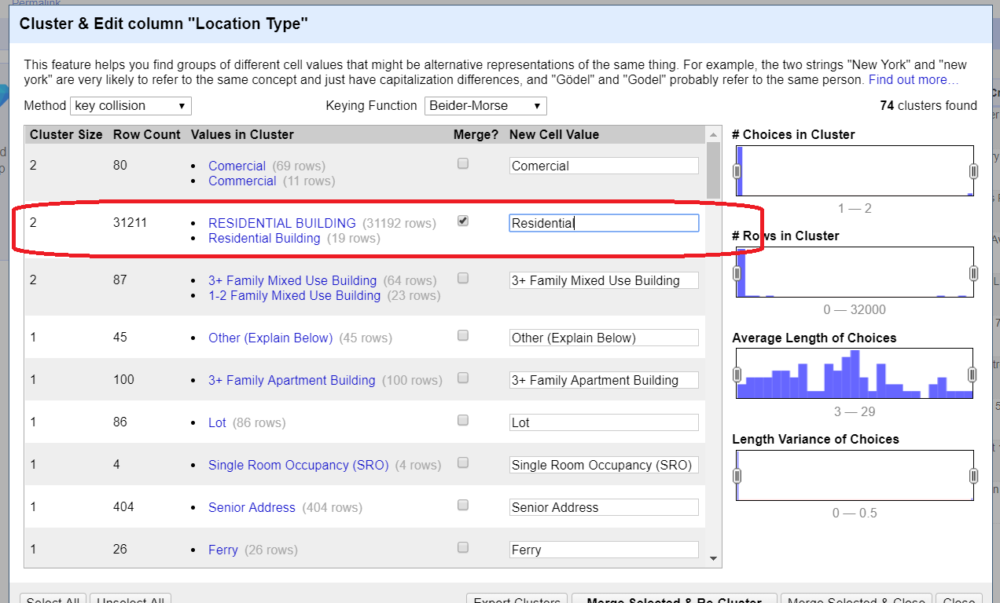 Permalink
Cluster & Edit column "Location Type"
This feature helps you find groups of different cell values that might be alternative representations of the same thing. For example, the two strings "New York" and "new
york" are very likely to refer to the same concept and just have capitalization differences, and "Gödel" and "Godel" probably refer to the same person. Find out more…
Method key collision Keying Function Beider-Morse 74 clusters found
Cluster Size Row Count Values in Cluster Merge? New Cell Value
2 80 • Comercial (69 rows) Comercial
• Commercial (11 rows)
2 31211 • RESIDENTIAL BUILDING (31192 rows) Residential
• Residential Building (19 rows)
2 87 • 3+ Family Mixed Use Building (64 rows) 3+ Family Mixed Use Building
• 1-2 Family Mixed Use Building (23 rows)
1 45 • Other (Explain Below) (45 rows) Other (Explain Below)
1 100 • 3+ Family Apartment Building (100 rows) 3+ Family Apartment Building
1 86 • Lot (86 rows) Lot
1 4 • Single Room Occupancy (SRO) (4 rows) Single Room Occupancy (SRO)
1 404 • Senior Address (404 rows) Senior Address
1 26 • Ferry (26 rows) Ferry
# Choices in Cluster
1 — 2
# Rows in Cluster
0 — 32000
Average Length of Choices
3 — 29
Length Variance of Choices
0 — 0.5
Select All Unselect All Export Clusters Merge Selected & Re-Cluster Merge Selected & Close Close